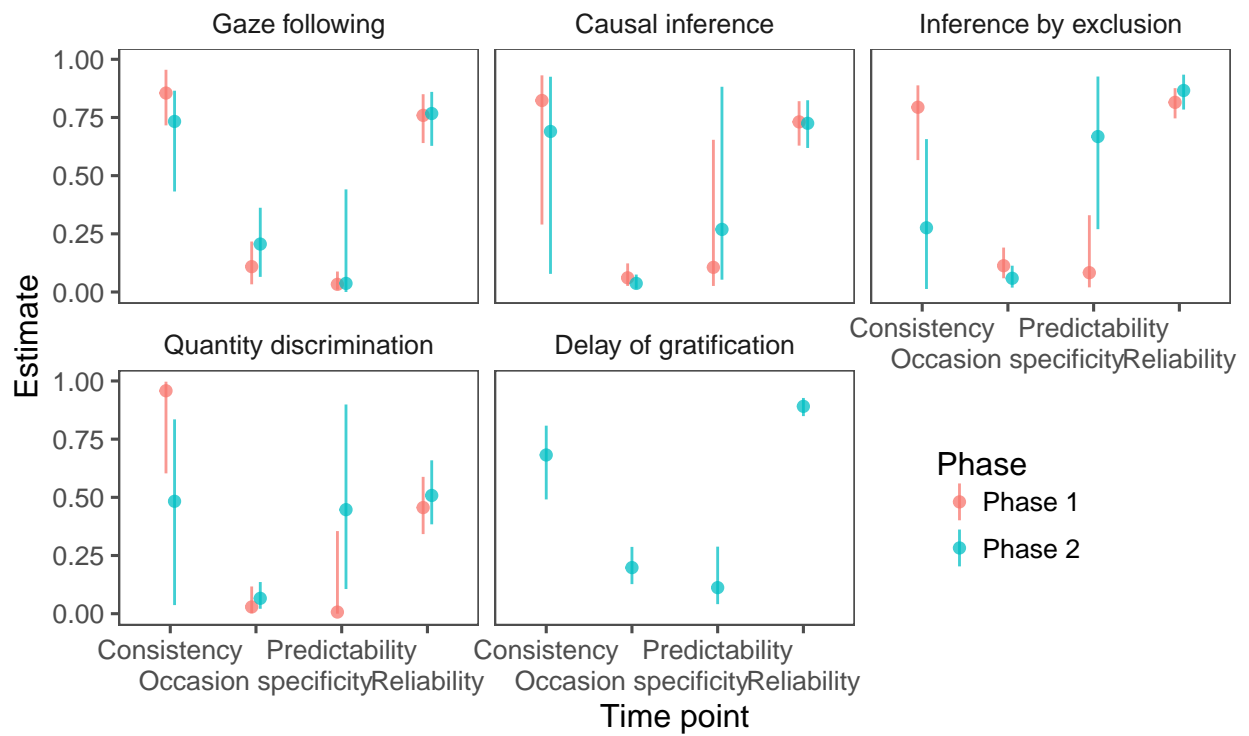 Gaze following
Causal inference
Inference by exclusion
1.00
0.75
0.50
0.25
0.00
Consistency
Predictability
Occasion specificity
Reliability
Quantity discrimination
Delay of gratification
Estimate
1.00
0.75
0.50
0.25
0.00
Consistency
Predictability
Consistency
Predictability
Occasion specificity
Reliability
Occasion specificity
Reliability
Time point
Phase
Phase 1
Phase 2